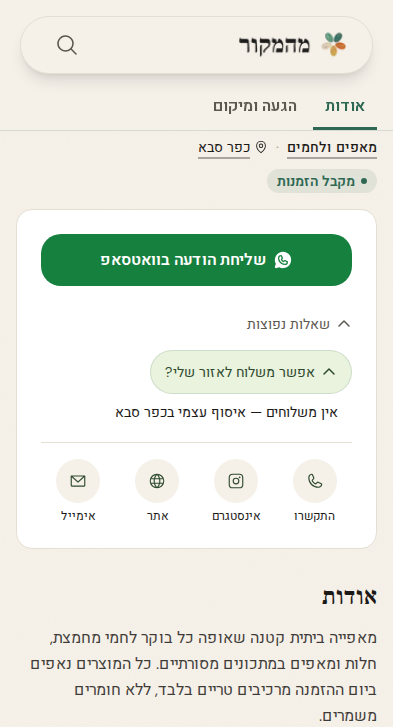 מהמקור
אודות
הגעה ומיקום
מאפים ולחמים · כפר סבא
מקבל הזמנות
שליחת הודעה בוואטסאפ
שאלות נפוצות
אפשר משלוח לאזור שלי?
אין משלוחים — איסוף עצמי בכפר סבא
התקשרו
אינסטגרם
אתר
אימייל
אודות
מאפייה ביתית קטנה שאופה כל בוקר לחמי מחמצת,
חלות ומאפים במתכונים מסורתיים. כל המוצרים נאפים
ביום ההזמנה מרכיבים טריים בלבד, ללא חומרים
משמרים.